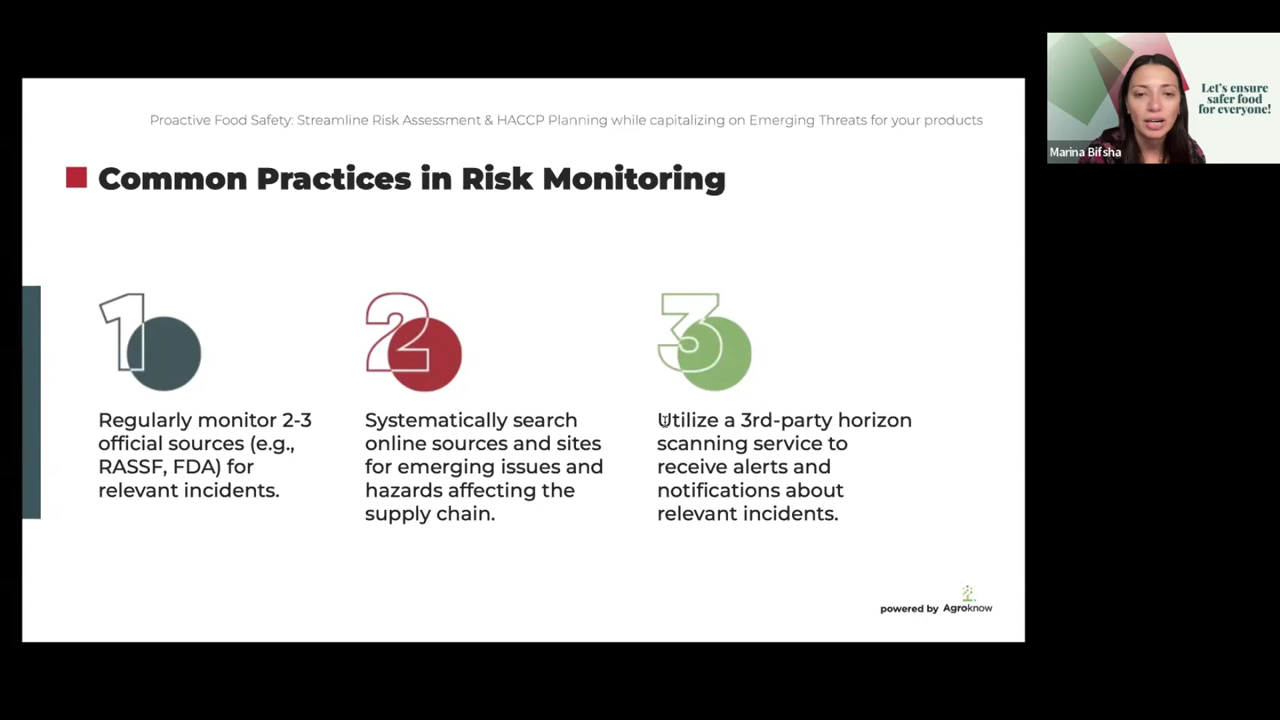 Proactive Food Safety: Streamline Risk Assessment & HACCP Planning while capitalizing on Emerging Threats for your products
Common Practices in Risk Monitoring
1
Regularly monitor 2-3
official sources (e.g.,
RASSF, FDA) for
relevant incidents.
2
Systematically search
online sources and sites
for emerging issues and
hazards affecting the
supply chain.
3
Utilize a 3rd-party horizon
scanning service to
receive alerts and
notifications about
relevant incidents.
powered by Agroknow
Let's ensure
safer food
for everyone!
Marina Bifsha